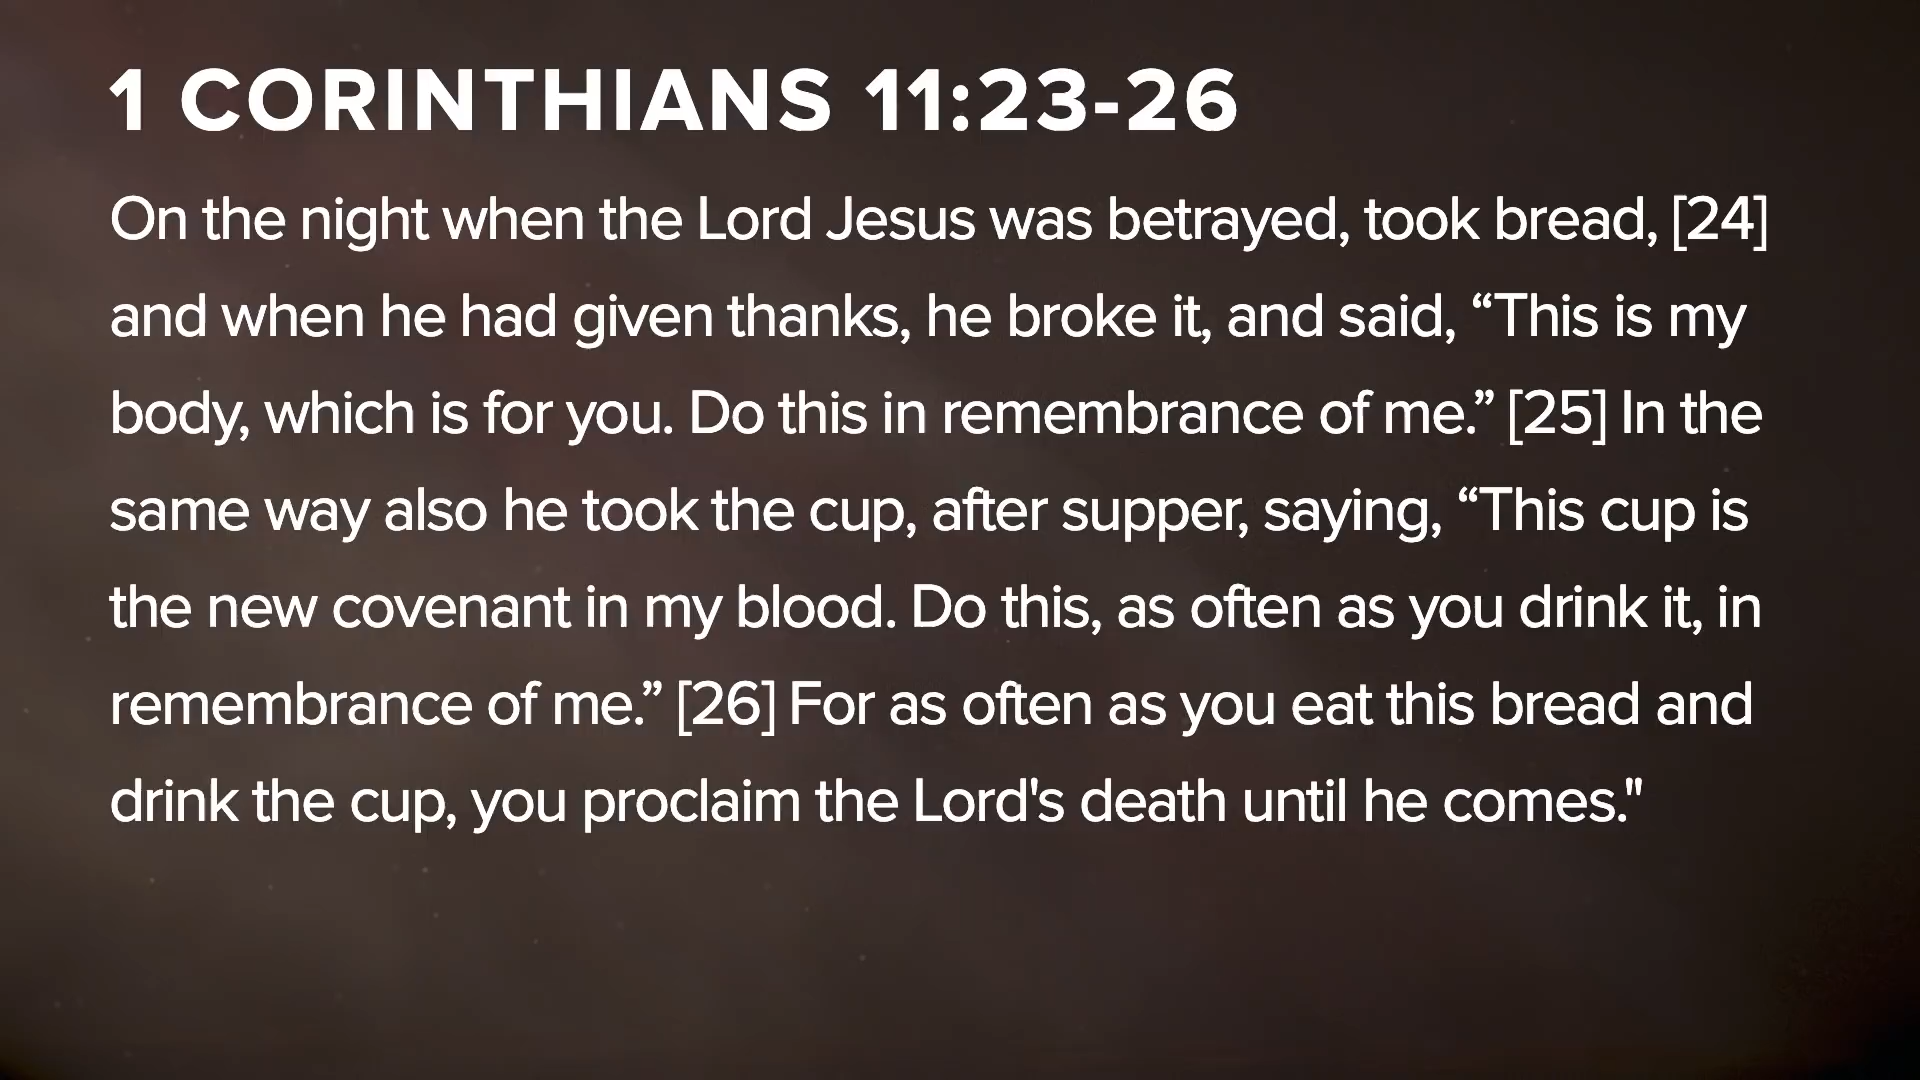 1 CORINTHIANS 11:23-26
On the night when the Lord Jesus was betrayed, took bread, [24]
and when he had given thanks, he broke it, and said, “This is my
body, which is for you. Do this in remembrance of me.” [25] In the
same way also he took the cup, after supper, saying, “This cup is
the new covenant in my blood. Do this, as often as you drink it, in
remembrance of me.” [26] For as often as you eat this bread and
drink the cup, you proclaim the Lord's death until he comes."